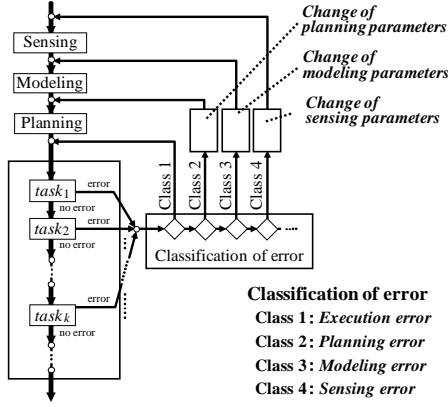 Change of
planning parameters
Sensing
Change of
modeling parameters
Modeling
Change of
sensing parameters
Planning
Class 1
Class 2
Class 3
Class 4
task1
error
no error
task2
error
no error
Classification of error
taskk
error
no error
Classification of error
Class 1: Execution error
Class 2: Planning error
Class 3: Modeling error
Class 4: Sensing error